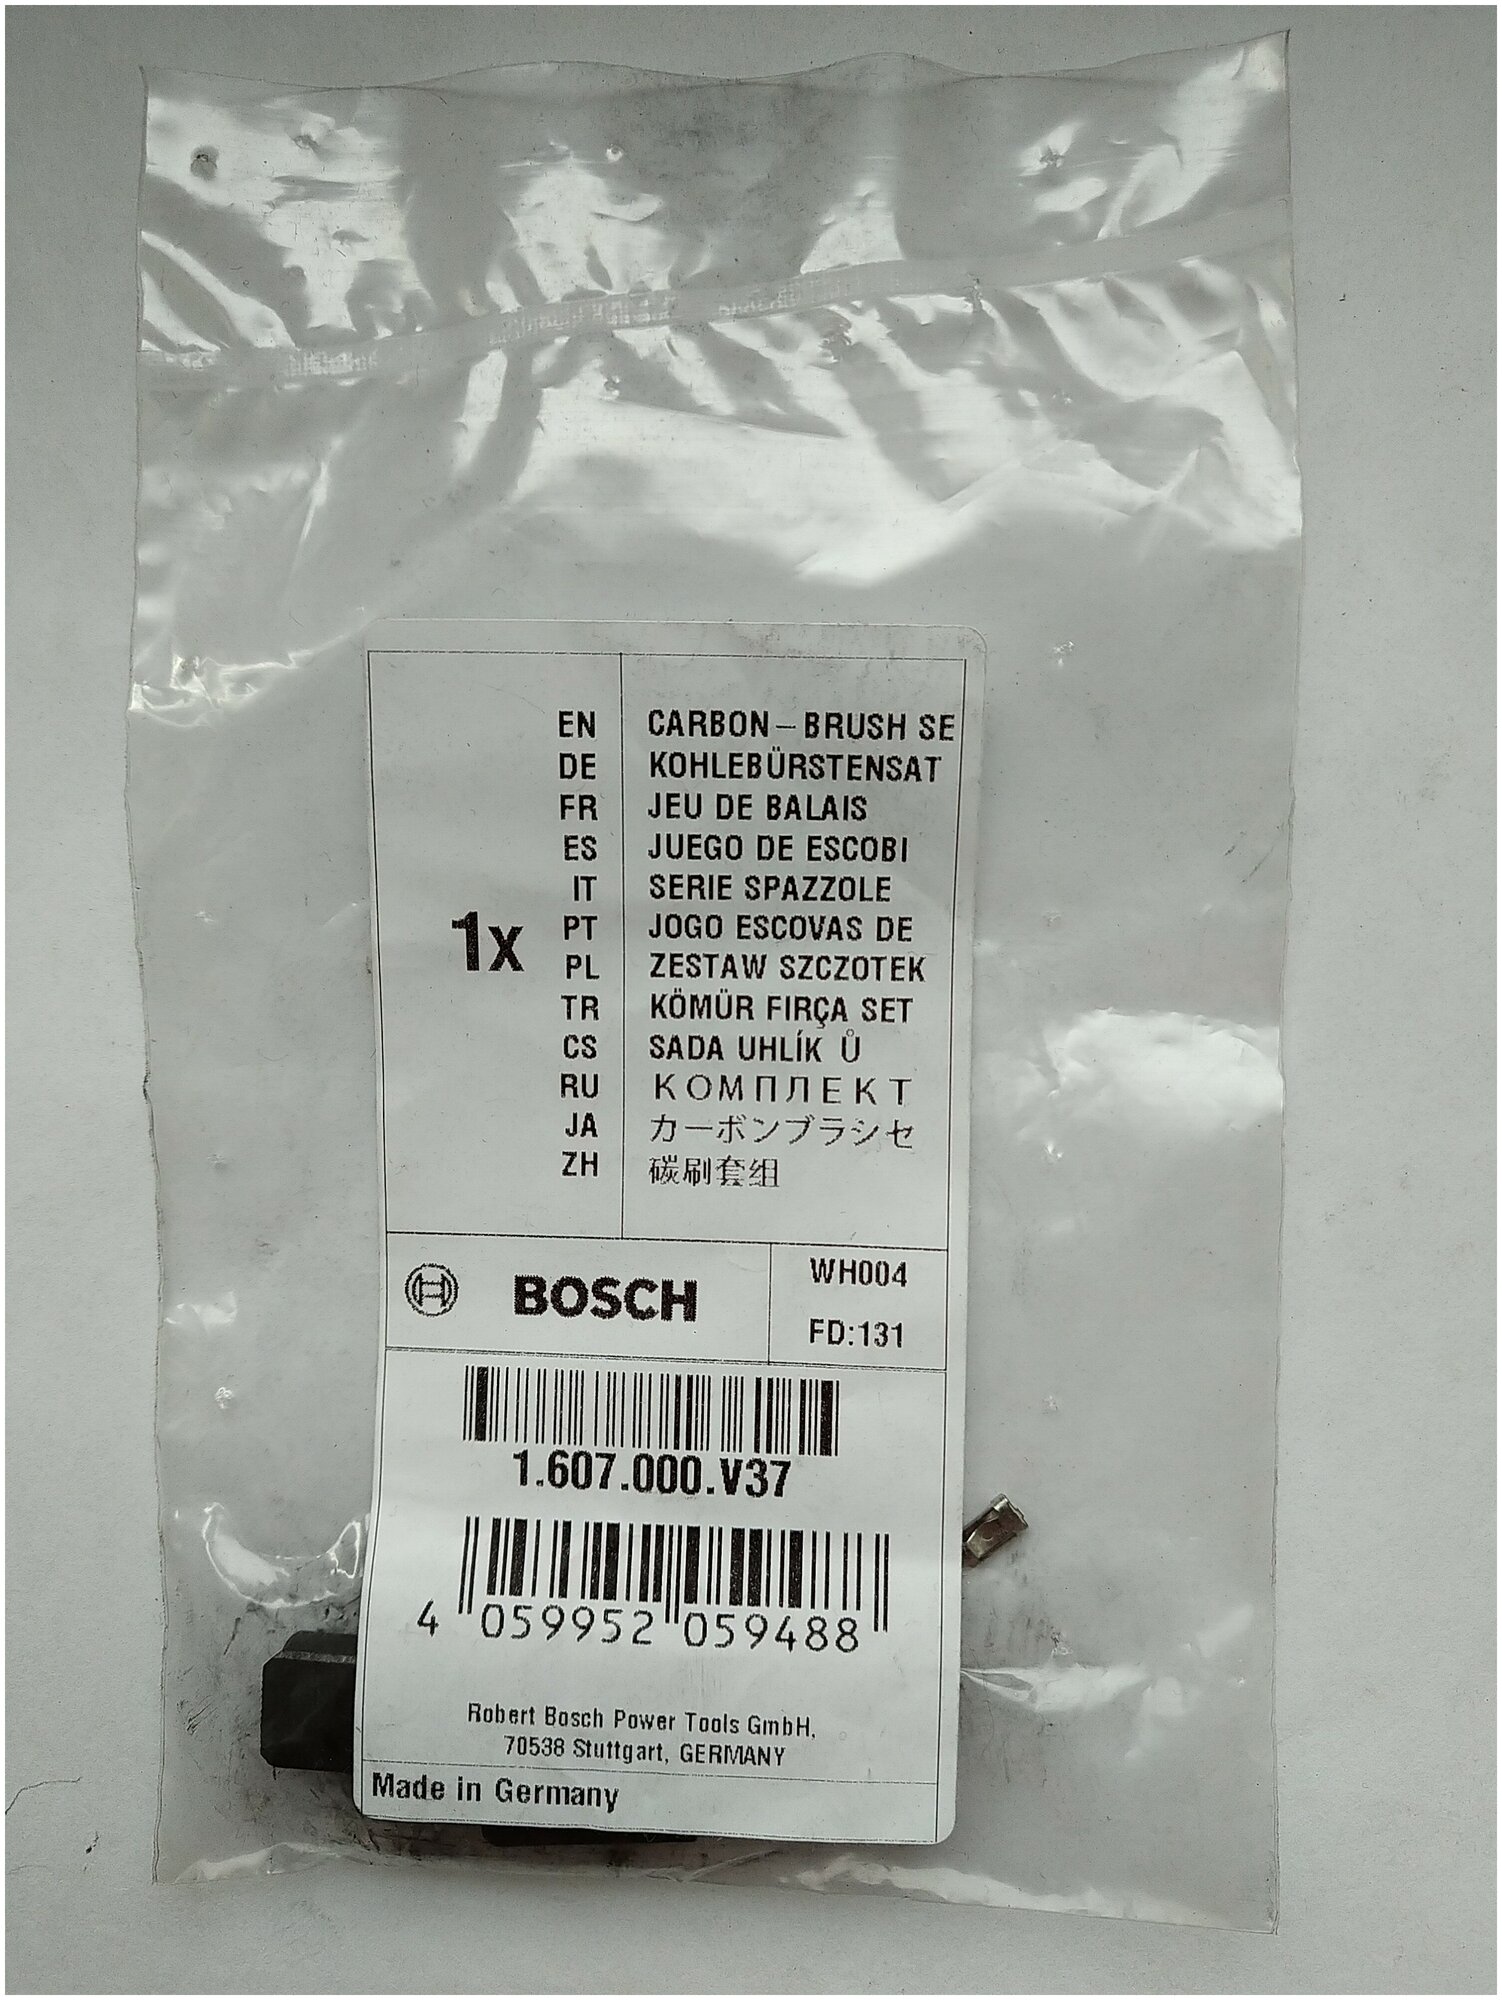 EN CARBON–BRUSH SE
DE KOHLEBÜRSTENSAT
FR JEU DE BALAIS
ES JUEGO DE ESCOBI
IT SERIE SPAZZOLE
1x
PT JOGO ESCOVAS DE
PL ZESTAW SZCZOTEK
TR KÖMÜR FIRÇA SET
CS SADA UHLÍK Ů
RU КОМПЛЕКТ
JA カーボンブラシセ
ZH 碳刷套组
BOSCH
WH004
FD:131
1.607.000.V37
4 059952 059488
Robert Bosch Power Tools GmbH,
70538 Stuttgart, GERMANY
Made in Germany